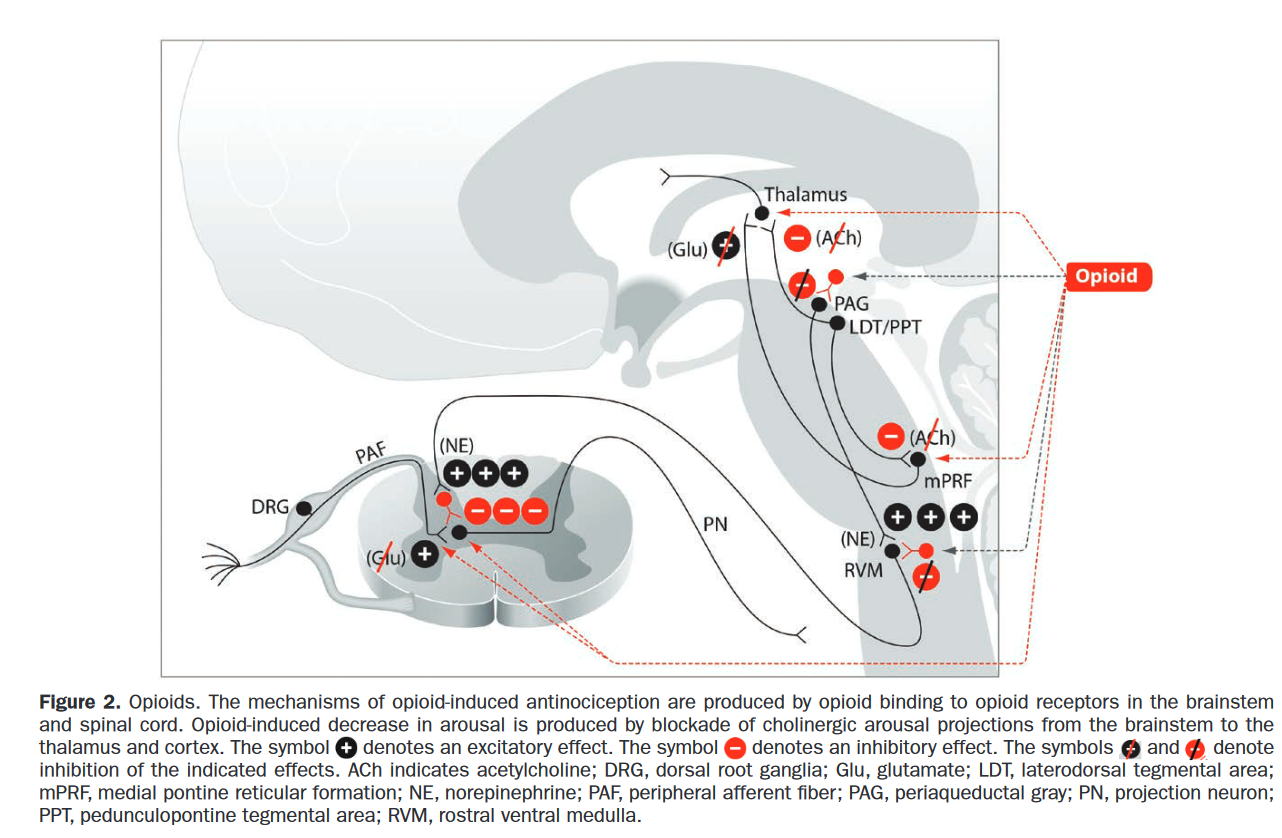 Thalamus
(Glu) +
− (ACh)
−
Opioid
PAG
LDT/PPT
− (ACh)
mPRF
PAF
(NE)
+ + +
DRG
− − −
(Glu) +
PN
+ + +
(NE)
RVM
−
Figure 2. Opioids. The mechanisms of opioid-induced antinociception are produced by opioid binding to opioid receptors in the brainstem
and spinal cord. Opioid-induced decrease in arousal is produced by blockade of cholinergic arousal projections from the brainstem to the
thalamus and cortex. The symbol + denotes an excitatory effect. The symbol − denotes an inhibitory effect. The symbols + and − denote
inhibition of the indicated effects. ACh indicates acetylcholine; DRG, dorsal root ganglia; Glu, glutamate; LDT, laterodorsal tegmental area;
mPRF, medial pontine reticular formation; NE, norepinephrine; PAF, peripheral afferent fiber; PAG, periaqueductal gray; PN, projection neuron;
PPT, pedunculopontine tegmental area; RVM, rostral ventral medulla.